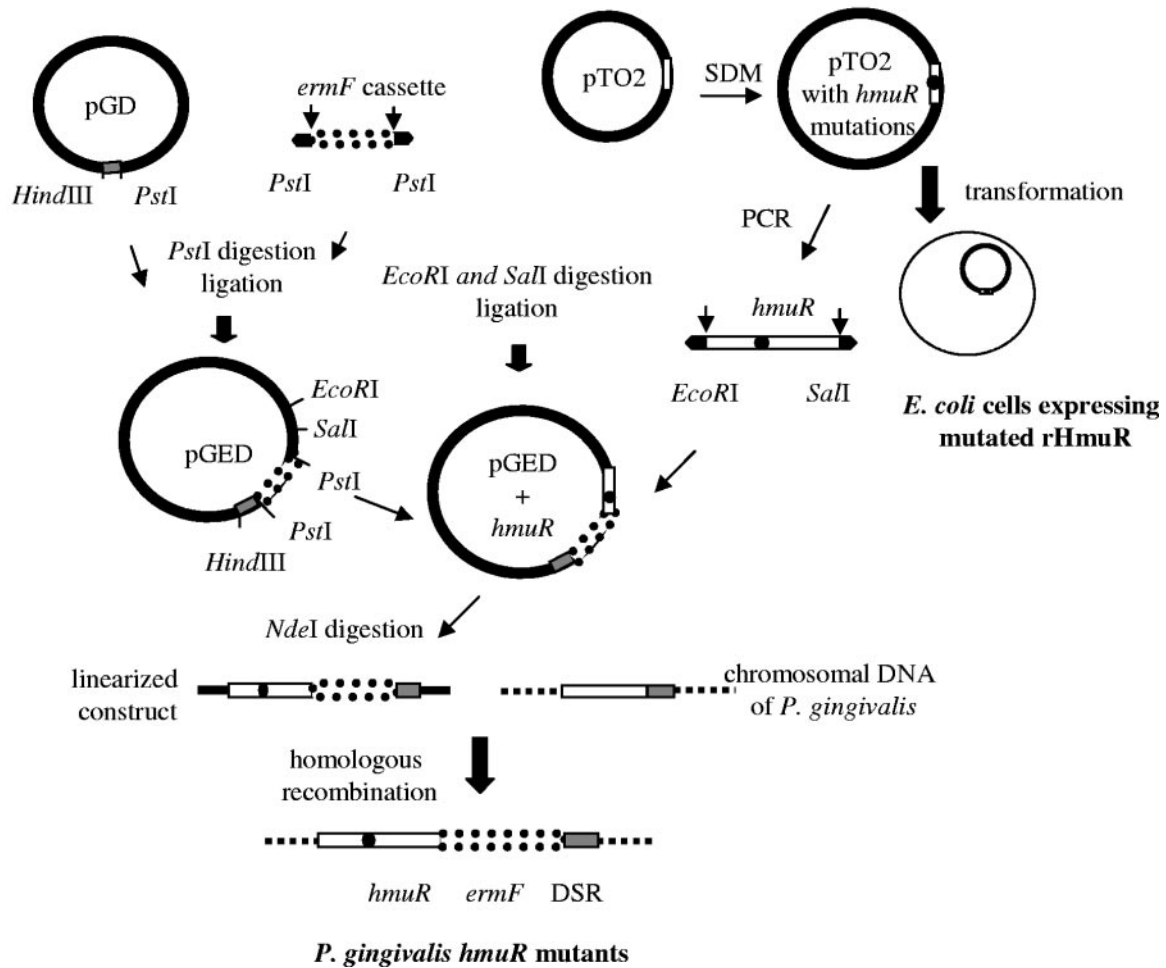 pGD
HindIII PstI
ermF cassette
PstI PstI
pTO2
SDM
pTO2
with hmuR
mutations
transformation
PCR
PstI digestion
ligation
EcoRI and SalI digestion
ligation
hmuR
EcoRI SalI
E. coli cells expressing
mutated rHmuR
pGED
EcoRI
SalI
PstI
PstI
HindIII
pGED
+
hmuR
NdeI digestion
linearized
construct
chromosomal DNA
of P. gingivalis
homologous
recombination
hmuR ermF DSR
P. gingivalis hmuR mutants